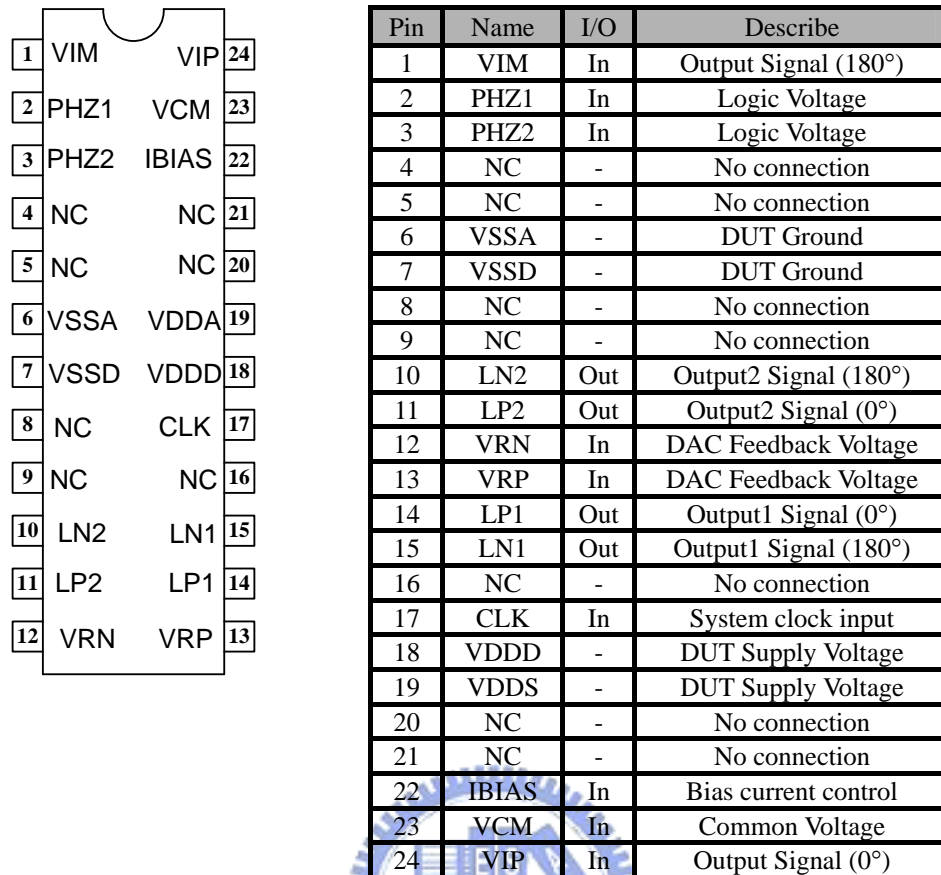 1 VIM VIP 24
2 PHZ1 VCM 23
3 PHZ2 IBIAS 22
4 NC NC 21
5 NC NC 20
6 VSSA VDDA 19
7 VSSD VDDD 18
8 NC CLK 17
9 NC NC 16
10 LN2 LN1 15
11 LP2 LP1 14
12 VRN VRP 13
Pin Name I/O Describe
1 VIM In Output Signal (180°)
2 PHZ1 In Logic Voltage
3 PHZ2 In Logic Voltage
4 NC - No connection
5 NC - No connection
6 VSSA - DUT Ground
7 VSSD - DUT Ground
8 NC - No connection
9 NC - No connection
10 LN2 Out Output2 Signal (180°)
11 LP2 Out Output2 Signal (0°)
12 VRN In DAC Feedback Voltage
13 VRP In DAC Feedback Voltage
14 LP1 Out Output1 Signal (0°)
15 LN1 Out Output1 Signal (180°)
16 NC - No connection
17 CLK In System clock input
18 VDDD - DUT Supply Voltage
19 VDDS - DUT Supply Voltage
20 NC - No connection
21 NC - No connection
22 IBIAS In Bias current control
23 VCM In Common Voltage
24 VIP In Output Signal (0°)